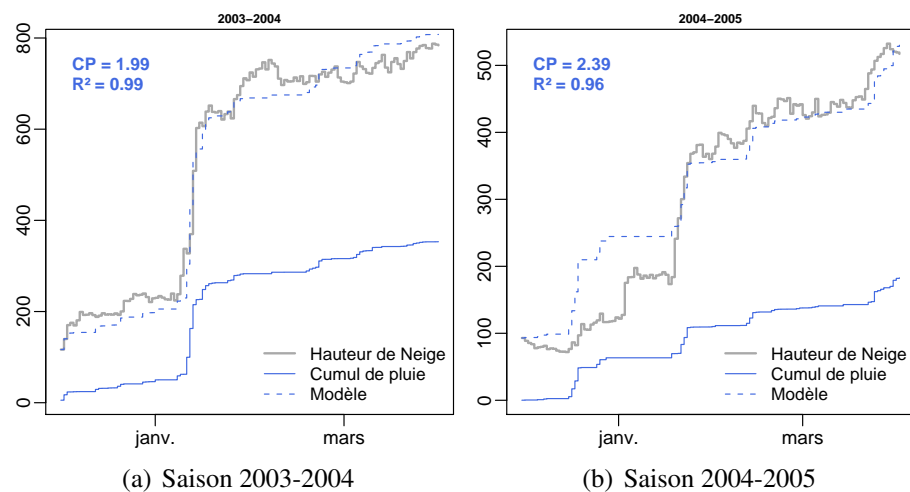 2003−2004
CP = 1.99
R² = 0.99
800
600
400
200
0
Hauteur de Neige
Cumul de pluie
Modèle
janv.
mars
(a) Saison 2003-2004
2004−2005
CP = 2.39
R² = 0.96
500
400
300
200
100
0
Hauteur de Neige
Cumul de pluie
Modèle
janv.
mars
(b) Saison 2004-2005